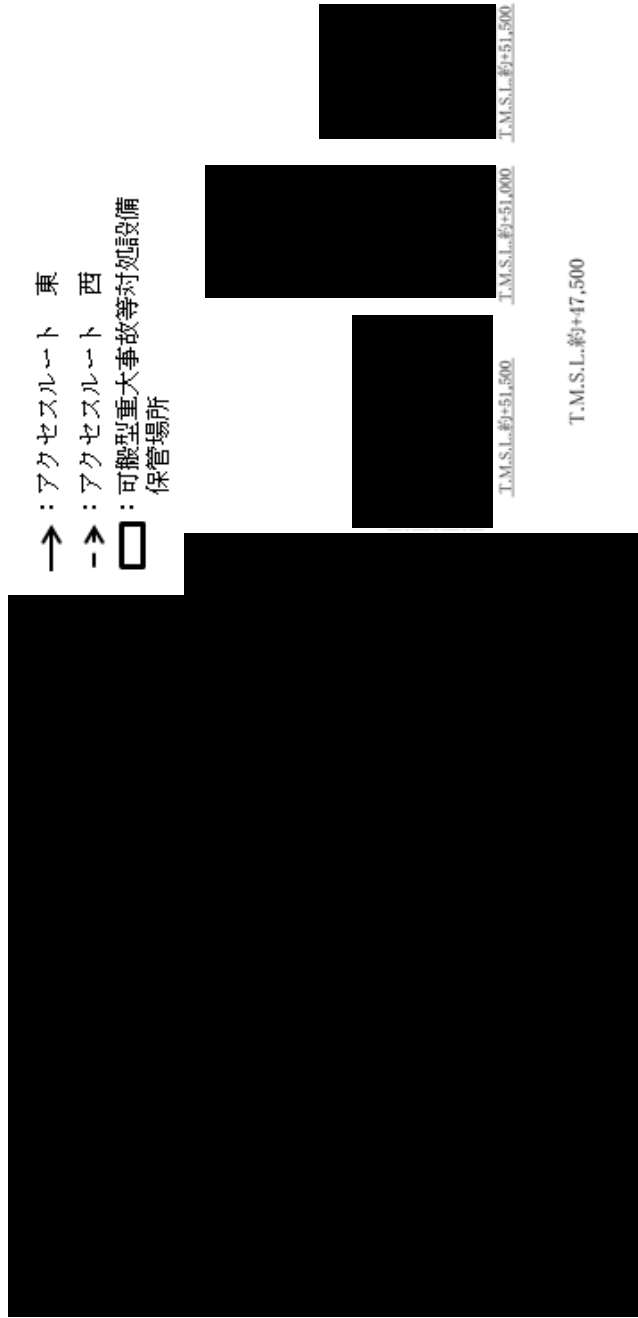 →:アクセスルート 東
⇢:アクセスルート 西
□:可搬型重大事故等対処設備
保管場所
T.M.S.L.約+51,500
T.M.S.L.約+51,000
T.M.S.L.約+51,500
T.M.S.L.約+47,500